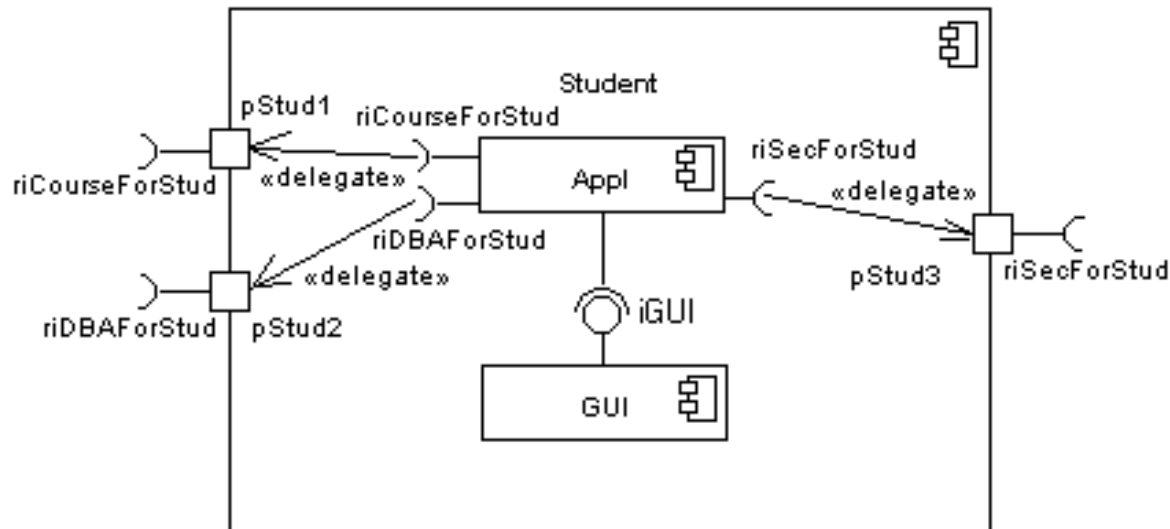 Student
pStud1
riCourseForStud
riCourseForStud
«delegate»
Appl
riSecForStud
«delegate»
riDBAForStud
«delegate»
riDBAForStud
pStud2
pStud3
riSecForStud
iGUI
GUI